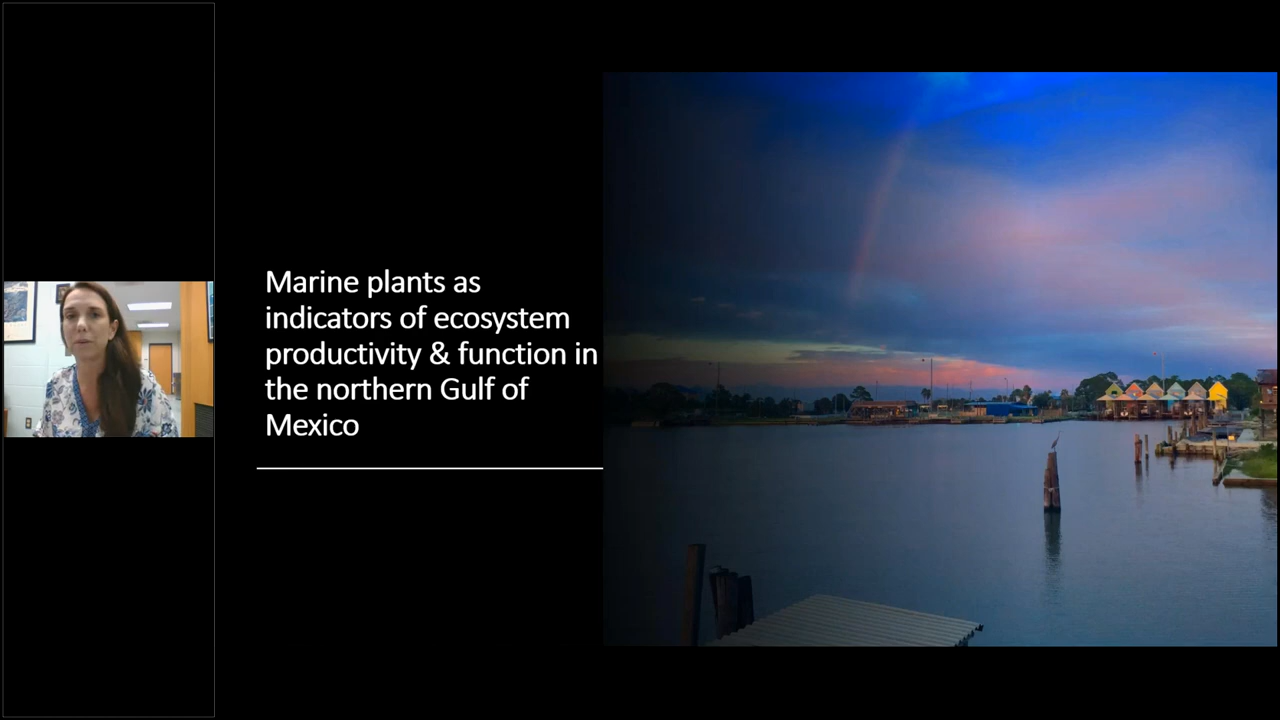 Marine plants as
indicators of ecosystem
productivity & function in
the northern Gulf of
Mexico